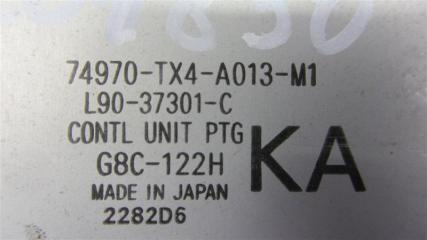 74970-TX4-A013-M1
L90-37301-C
CONTL UNIT PTG
G8C-122H
KA
MADE IN JAPAN
2282D6